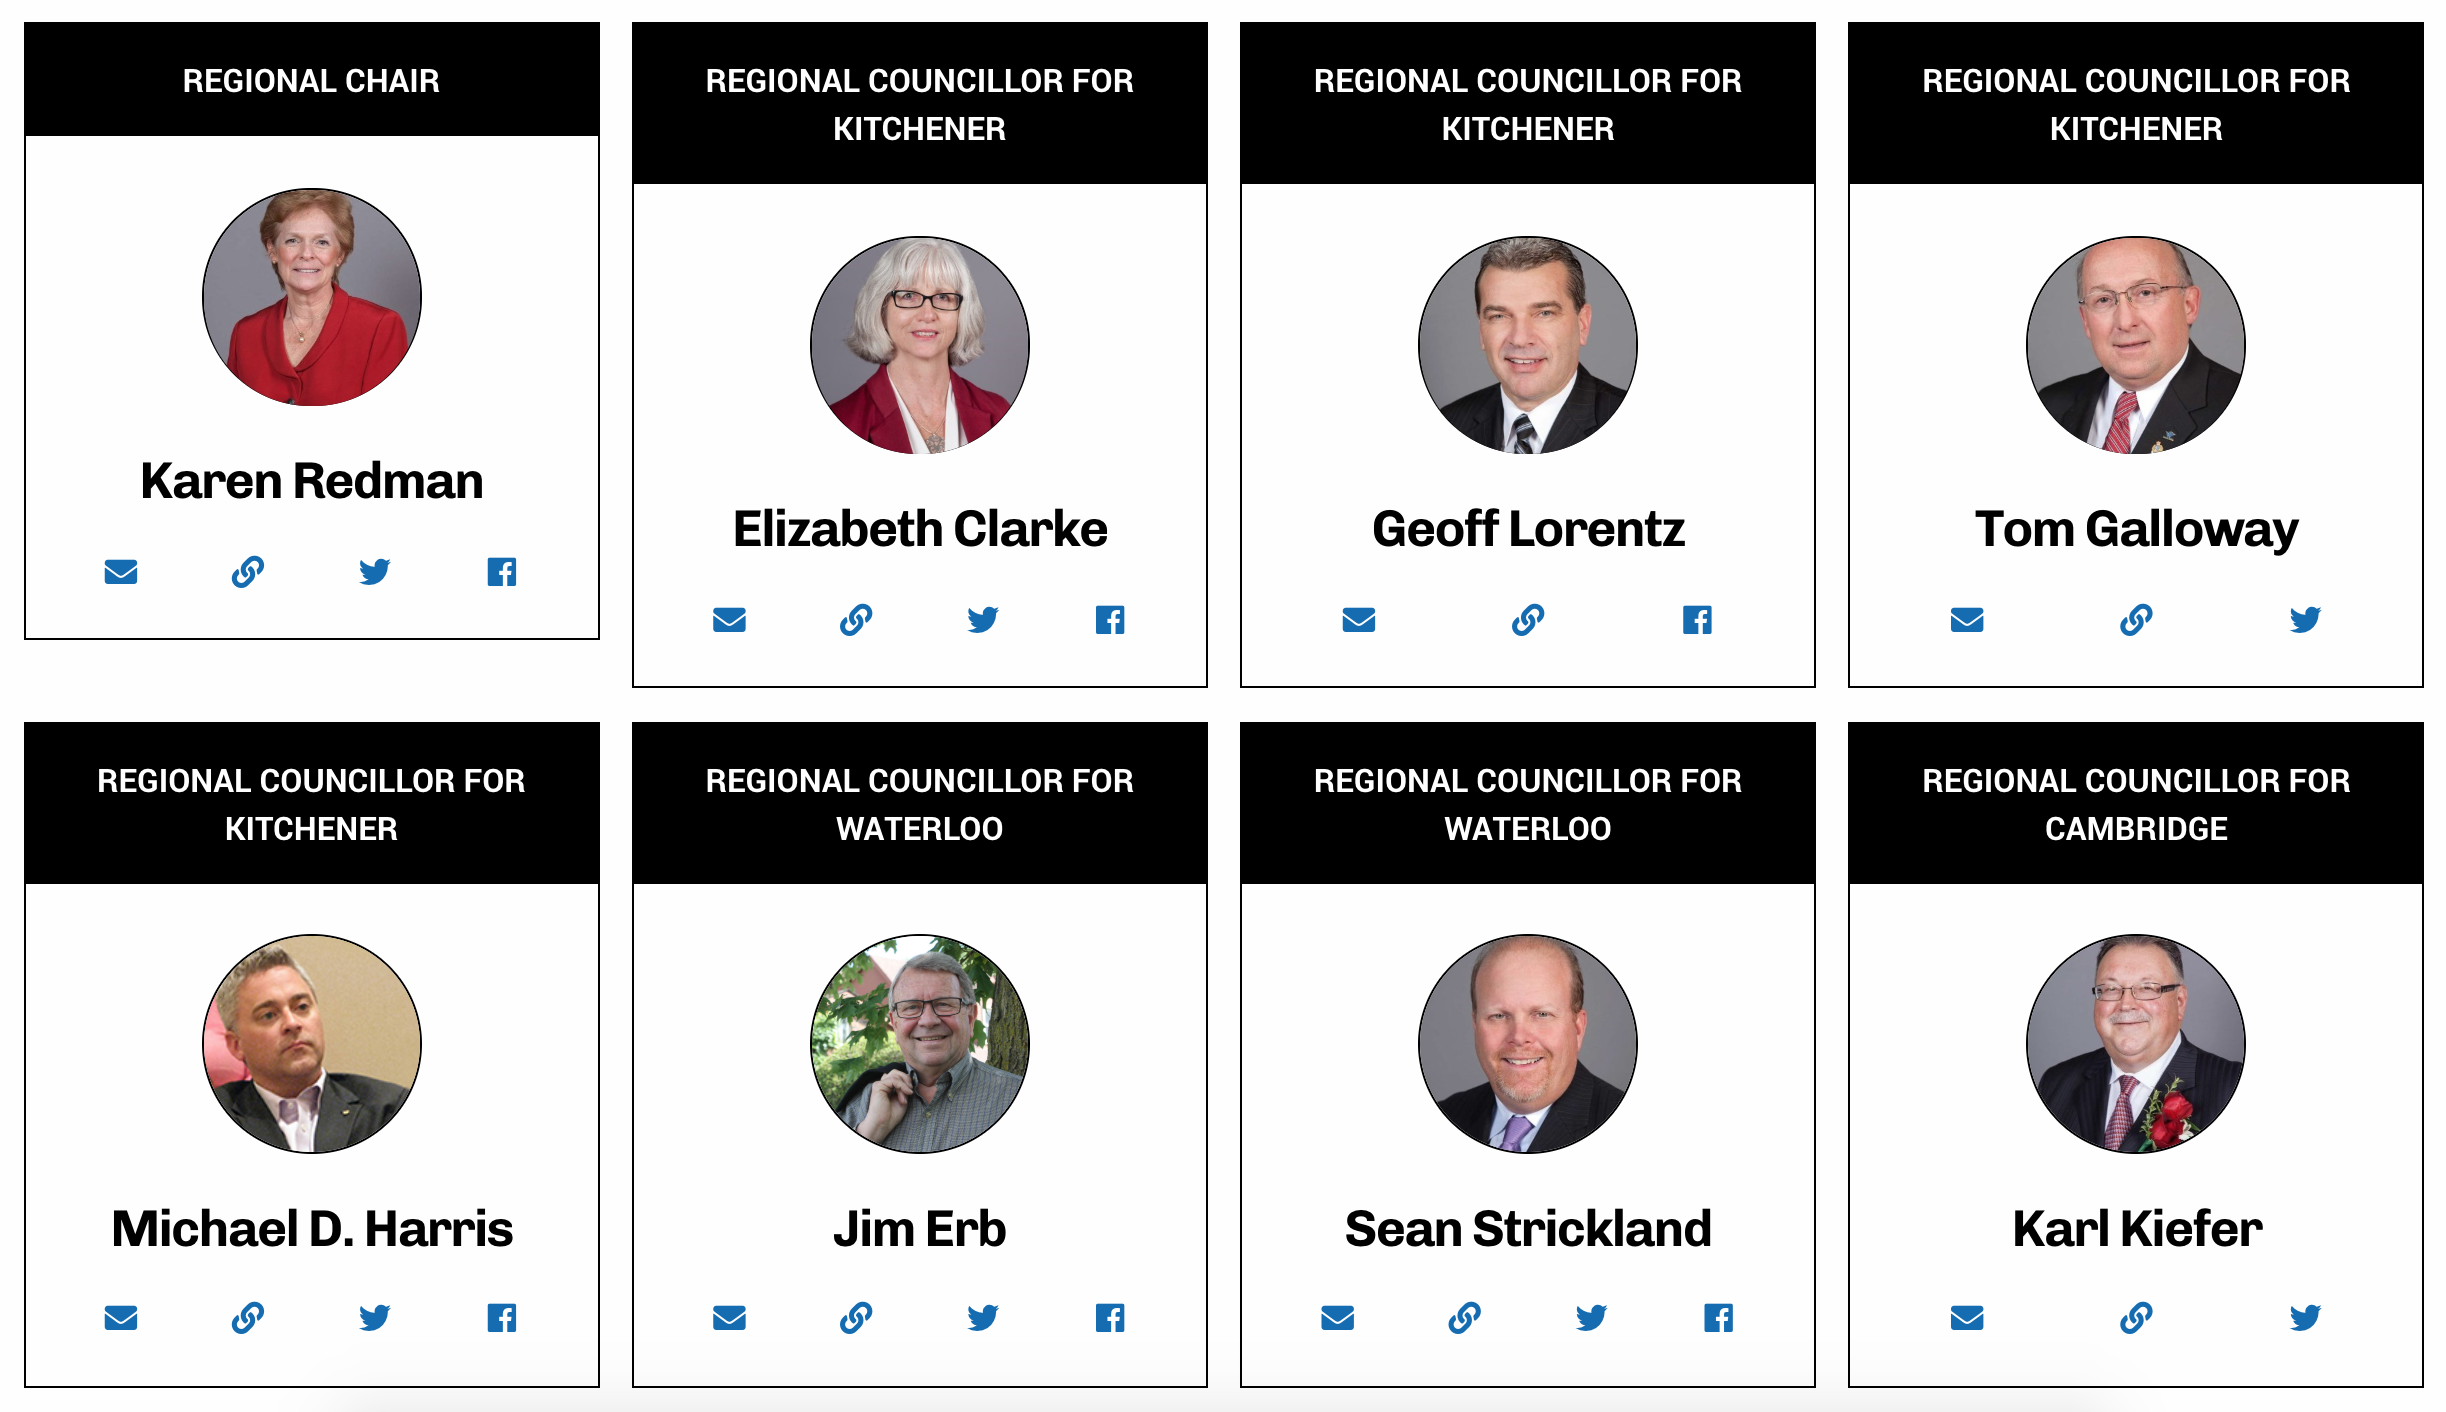 REGIONAL CHAIR
Karen Redman
REGIONAL COUNCILLOR FOR
KITCHENER
Elizabeth Clarke
REGIONAL COUNCILLOR FOR
KITCHENER
Geoff Lorentz
REGIONAL COUNCILLOR FOR
KITCHENER
Tom Galloway
REGIONAL COUNCILLOR FOR
KITCHENER
Michael D. Harris
REGIONAL COUNCILLOR FOR
WATERLOO
Jim Erb
REGIONAL COUNCILLOR FOR
WATERLOO
Sean Strickland
REGIONAL COUNCILLOR FOR
CAMBRIDGE
Karl Kiefer